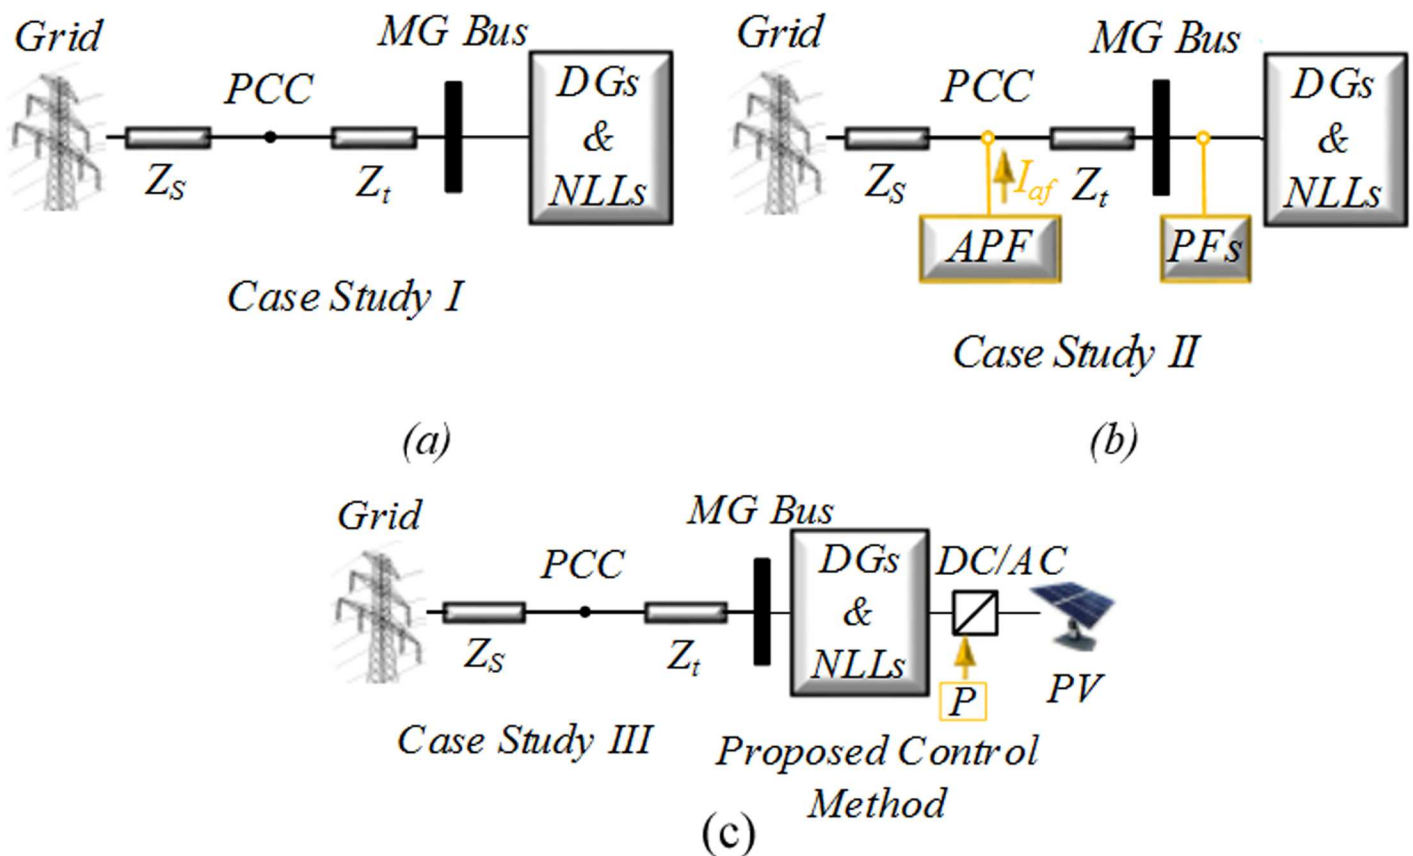 Grid
PCC
MG Bus
DGs
&
NLLs
Z_S
Z_t
Case Study I
(a)
Grid
PCC
MG Bus
DGs
&
NLLs
Z_S
I_af
Z_t
APF
PFs
Case Study II
(b)
Grid
PCC
MG Bus
DGs
&
NLLs
DC/AC
Z_S
Z_t
P
PV
Case Study III
Proposed Control
Method
(c)